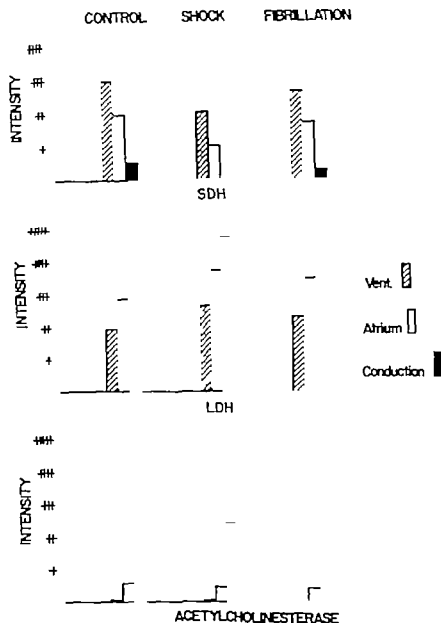 CONTROL SHOCK FIBRILLATION
INTENSITY
++++
+++
++
+
SDH
INTENSITY
+++++
++++
+++
++
+
LDH
Vent.
Atrium
Conduction
INTENSITY
+++++
++++
+++
++
+
ACETYLCHOLINESTERASE